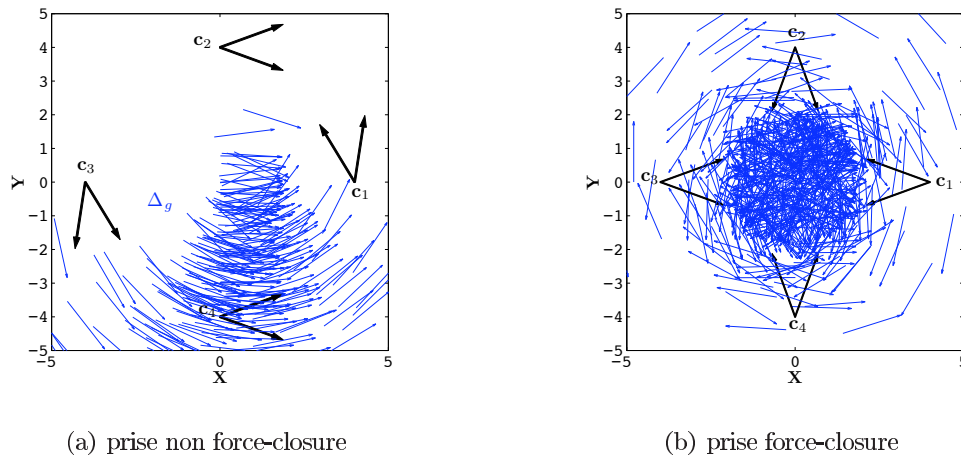 5
4
3
2
1
0
−1
−2
−3
−4
−5
−5
0
5
X
Y
c₂
c₃
c₁
Δ_g
c₄
(a) prise non force-closure
5
4
3
2
1
0
−1
−2
−3
−4
−5
−5
0
5
X
Y
c₂
c₃
c₁
c₄
(b) prise force-closure